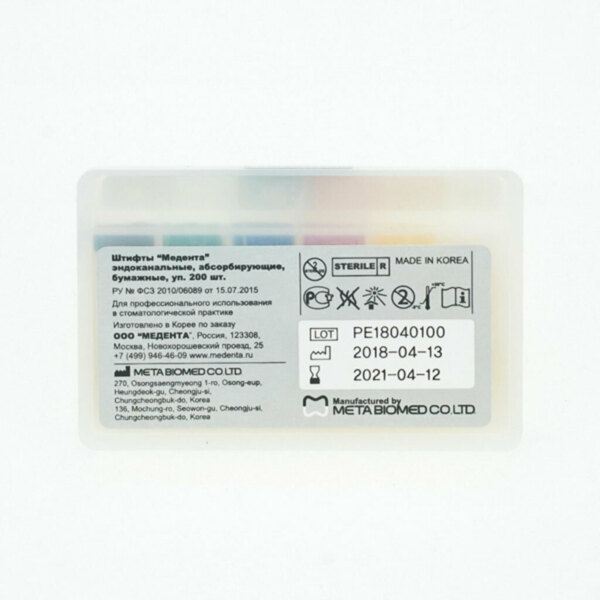 Штифты "Медента"
эндоканальные, абсорбирующие,
бумажные, уп. 200 шт.
РУ № ФСЗ 2010/06089 от 15.07.2015
Для профессионального использования
в стоматологической практике
Изготовлено в Корее по заказу
ООО "МЕДЕНТА", Россия, 123308,
Москва, Новохорошевский проезд, 25
+7 (499) 946-46-09 www.medenta.ru
META BIOMED CO.LTD.
270, Osongsaengmyeong 1-ro, Osong-eup,
Heungdeok-gu, Cheongju-si,
Chungcheongbuk-do, Korea
136, Mochung-ro, Seowon-gu, Cheongju-si,
Chungcheongbuk-do, Korea
2 STERILE R MADE IN KOREA
LOT PE18040100
2018-04-13
2021-04-12
Manufactured by
META BIOMED CO.LTD.